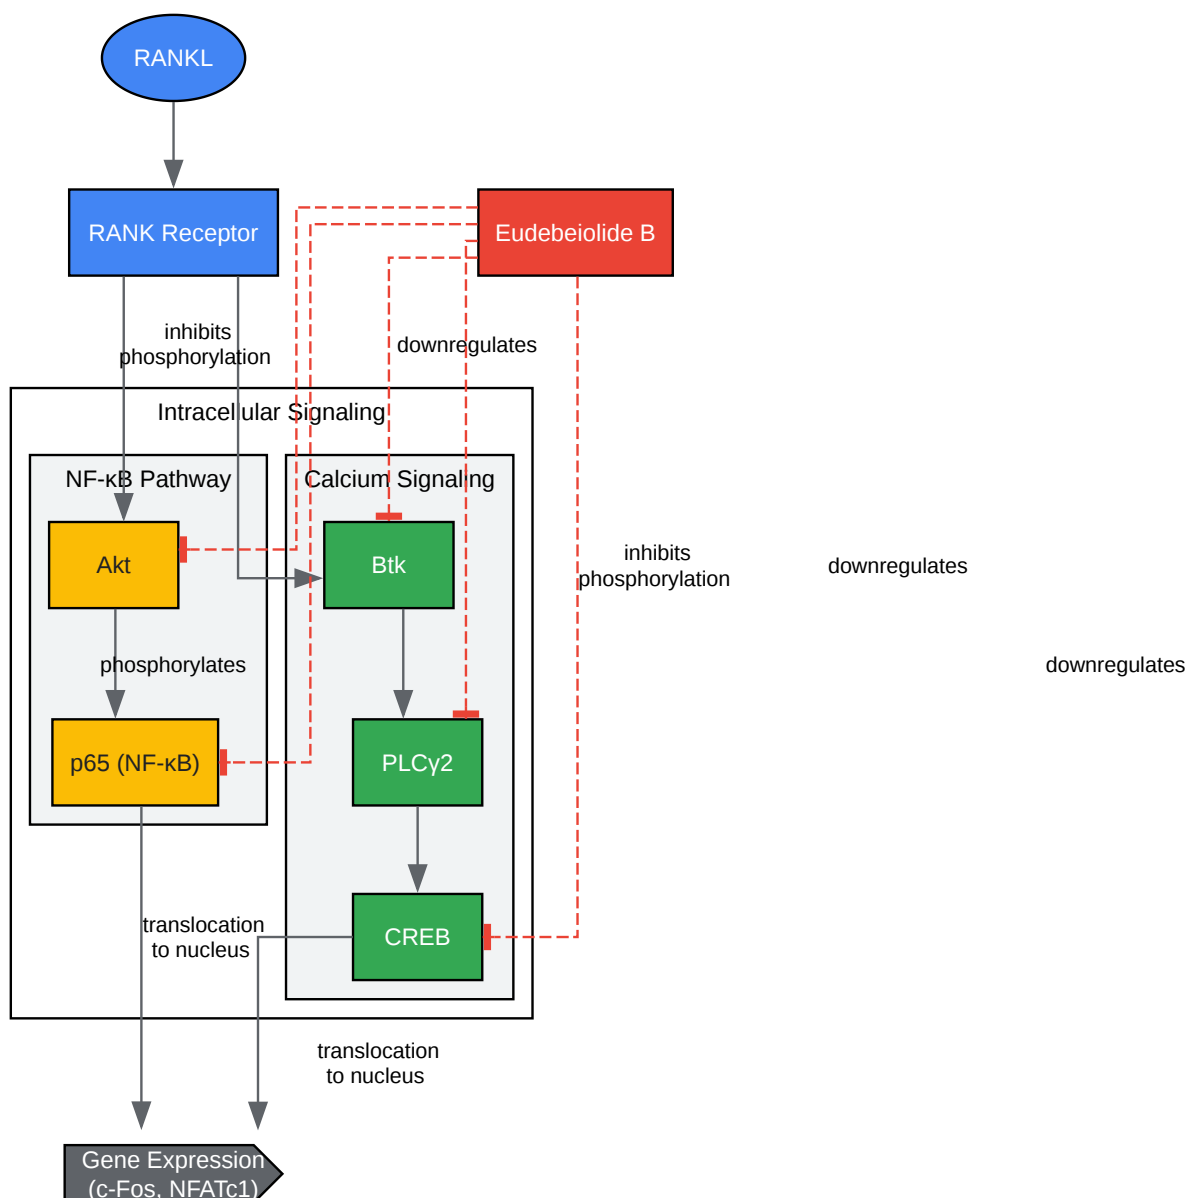 RANKL
RANK Receptor
Eudebeiolide B
inhibits
phosphorylation
downregulates
Intracellular Signaling
NF-κB Pathway
Calcium Signaling
Akt
Btk
inhibits
phosphorylation
downregulates
phosphorylates
downregulates
p65 (NF-κB)
PLCγ2
translocation
to nucleus
CREB
translocation
to nucleus
Gene Expression
(c-Fos, NFATc1)